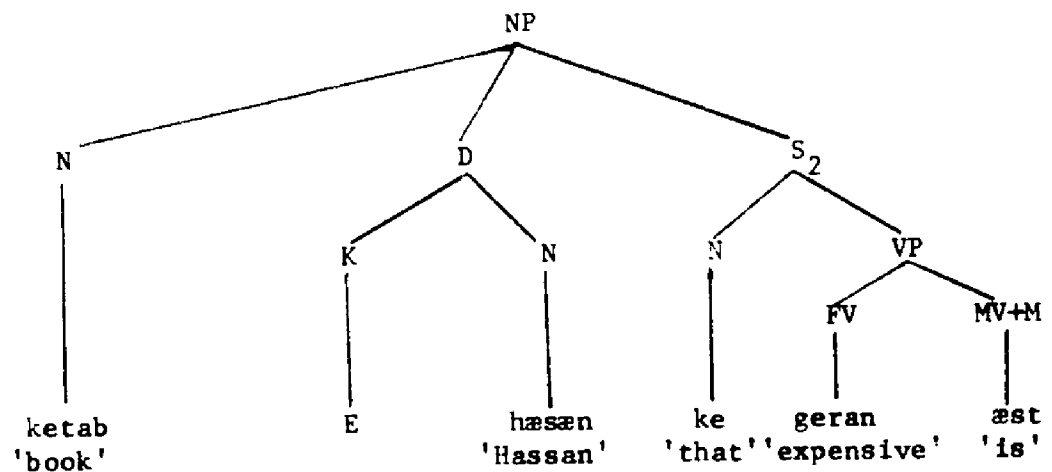 NP
N D S₂
K N N VP
FV MV+M
ketab E hæsæn ke geran æst
'book' 'Hassan' 'that' 'expensive' 'is'